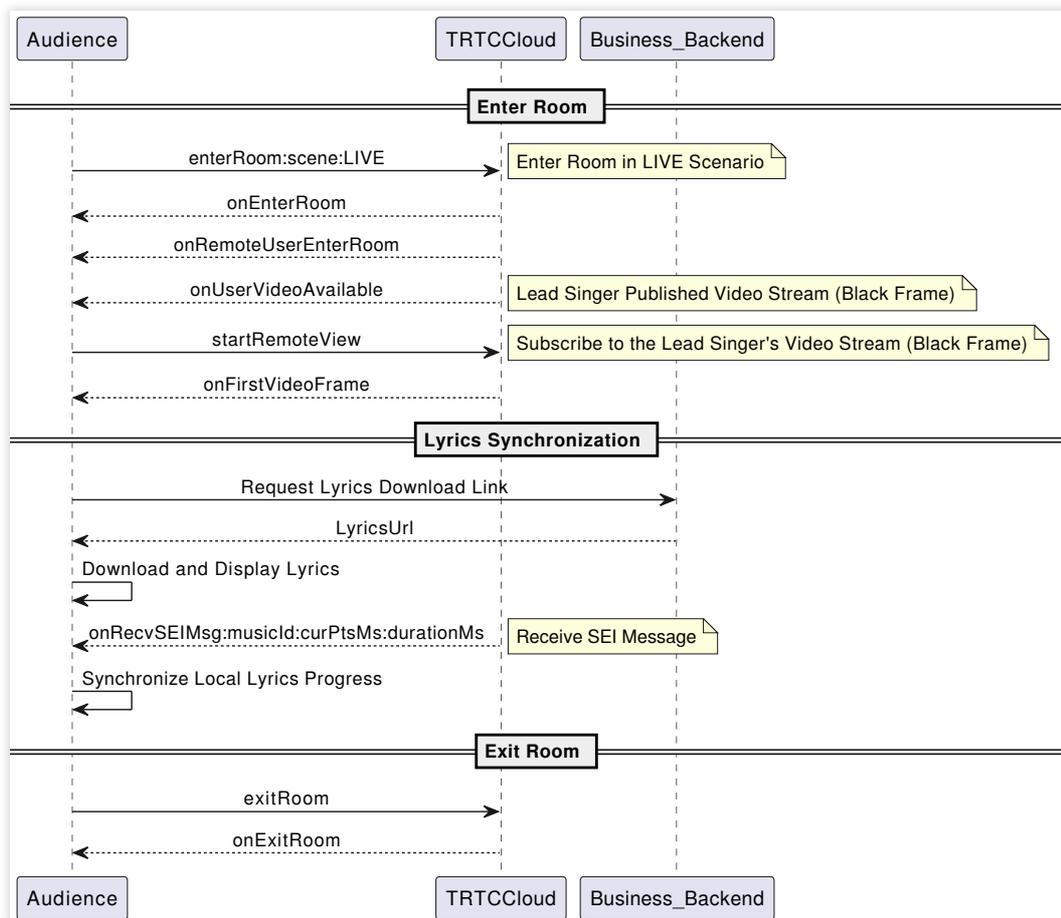 Audience
TRTCCloud
Business_Backend
Enter Room
enterRoom:scene:LIVE
Enter Room in LIVE Scenario
onEnterRoom
onRemoteUserEnterRoom
onUserVideoAvailable
Lead Singer Published Video Stream (Black Frame)
startRemoteView
Subscribe to the Lead Singer's Video Stream (Black Frame)
onFirstVideoFrame
Lyrics Synchronization
Request Lyrics Download Link
LyricsUrl
Download and Display Lyrics
onRecvSEIMsg:musicId:curPtsMs:durationMs
Receive SEI Message
Synchronize Local Lyrics Progress
Exit Room
exitRoom
onExitRoom
Audience
TRTCCloud
Business_Backend